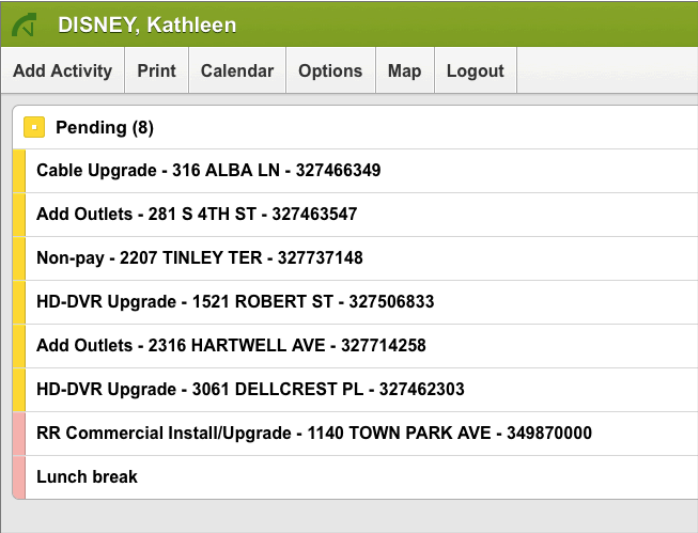 DISNEY, Kathleen
Add Activity Print Calendar Options Map Logout
Pending (8)
Cable Upgrade - 316 ALBA LN - 327466349
Add Outlets - 281 S 4TH ST - 327463547
Non-pay - 2207 TINLEY TER - 327737148
HD-DVR Upgrade - 1521 ROBERT ST - 327506833
Add Outlets - 2316 HARTWELL AVE - 327714258
HD-DVR Upgrade - 3061 DELLCREST PL - 327462303
RR Commercial Install/Upgrade - 1140 TOWN PARK AVE - 349870000
Lunch break